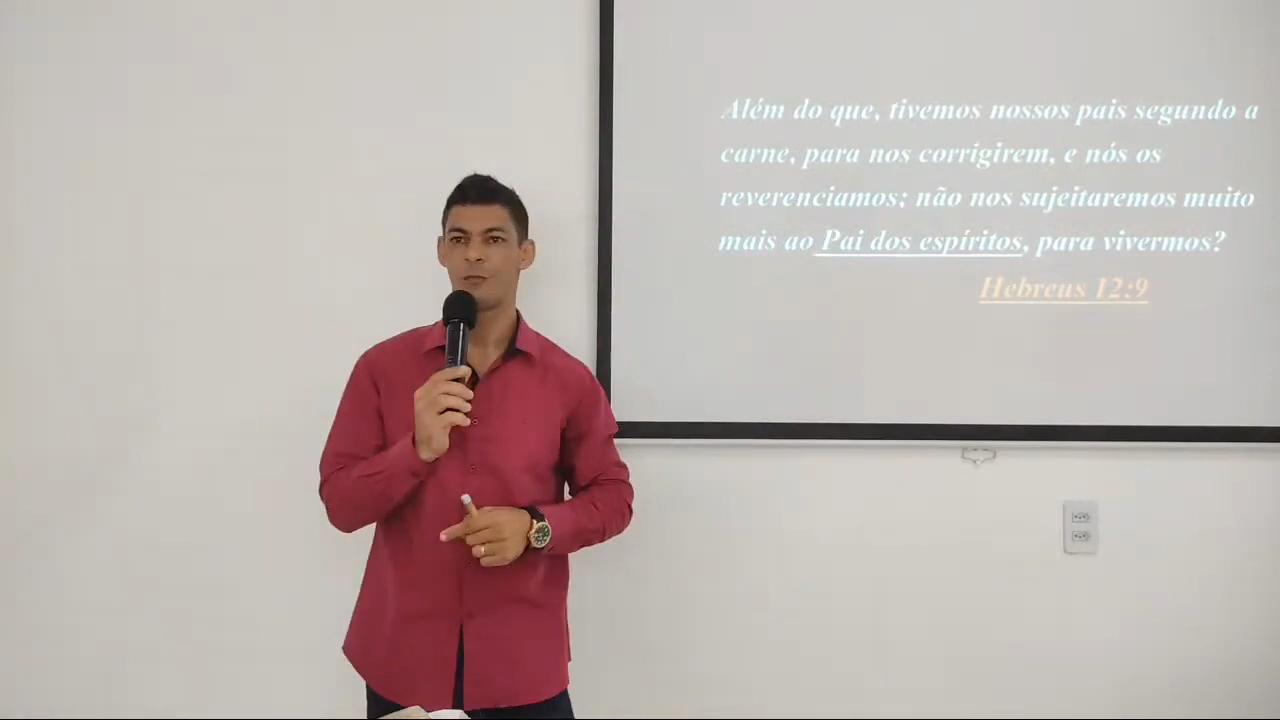 Além do que, tivemos nossos pais segundo a
carne, para nos corrigirem, e nós os
reverenciamos; não nos sujeitaremos muito
mais ao Pai dos espíritos, para vivermos?
Hebreus 12:9